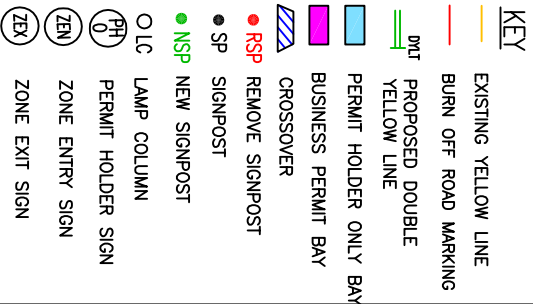 KEY
EXISTING YELLOW LINE
BURN OFF ROAD MARKING
DYLT PROPOSED DOUBLE
YELLOW LINE
PERMIT HOLDER ONLY BAY
BUSINESS PERMIT BAY
CROSSOVER
RSP REMOVE SIGNPOST
SP SIGNPOST
NSP NEW SIGNPOST
LC LAMP COLUMN
PHO PERMIT HOLDER SIGN
ZEN ZONE ENTRY SIGN
ZEX ZONE EXIT SIGN